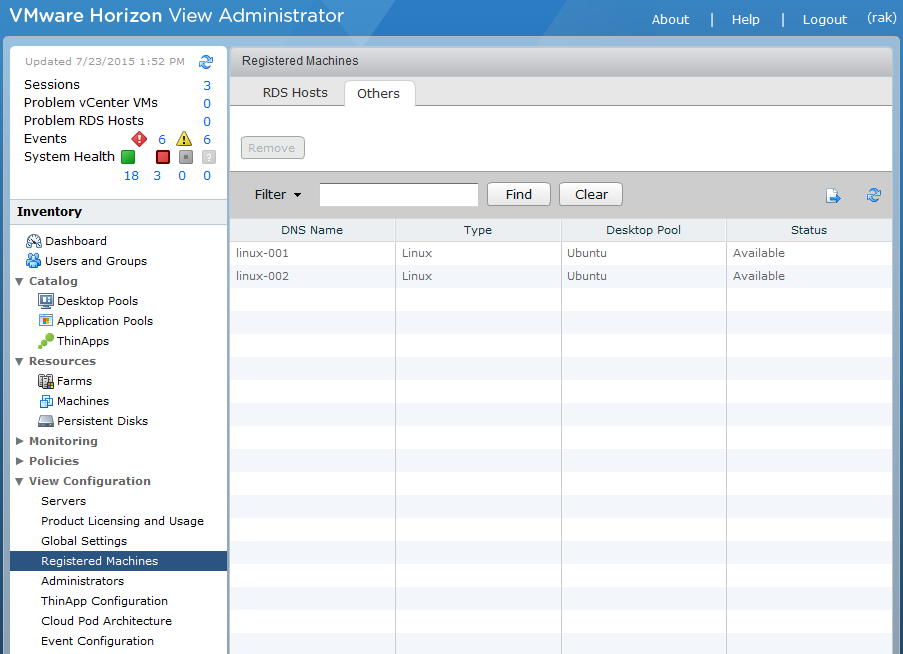 VMware Horizon View Administrator
About | Help | Logout (rak)
Updated 7/23/2015 1:52 PM
Sessions 3
Problem vCenter VMs 0
Problem RDS Hosts 0
Events 6 6
System Health ?
18 3 0 0
Inventory
Dashboard
Users and Groups
Catalog
Desktop Pools
Application Pools
ThinApps
Resources
Farms
Machines
Persistent Disks
Monitoring
Policies
View Configuration
Servers
Product Licensing and Usage
Global Settings
Registered Machines
Administrators
ThinApp Configuration
Cloud Pod Architecture
Event Configuration
Registered Machines
RDS Hosts Others
Remove
Filter Find Clear
DNS Name Type Desktop Pool Status
linux-001 Linux Ubuntu Available
linux-002 Linux Ubuntu Available